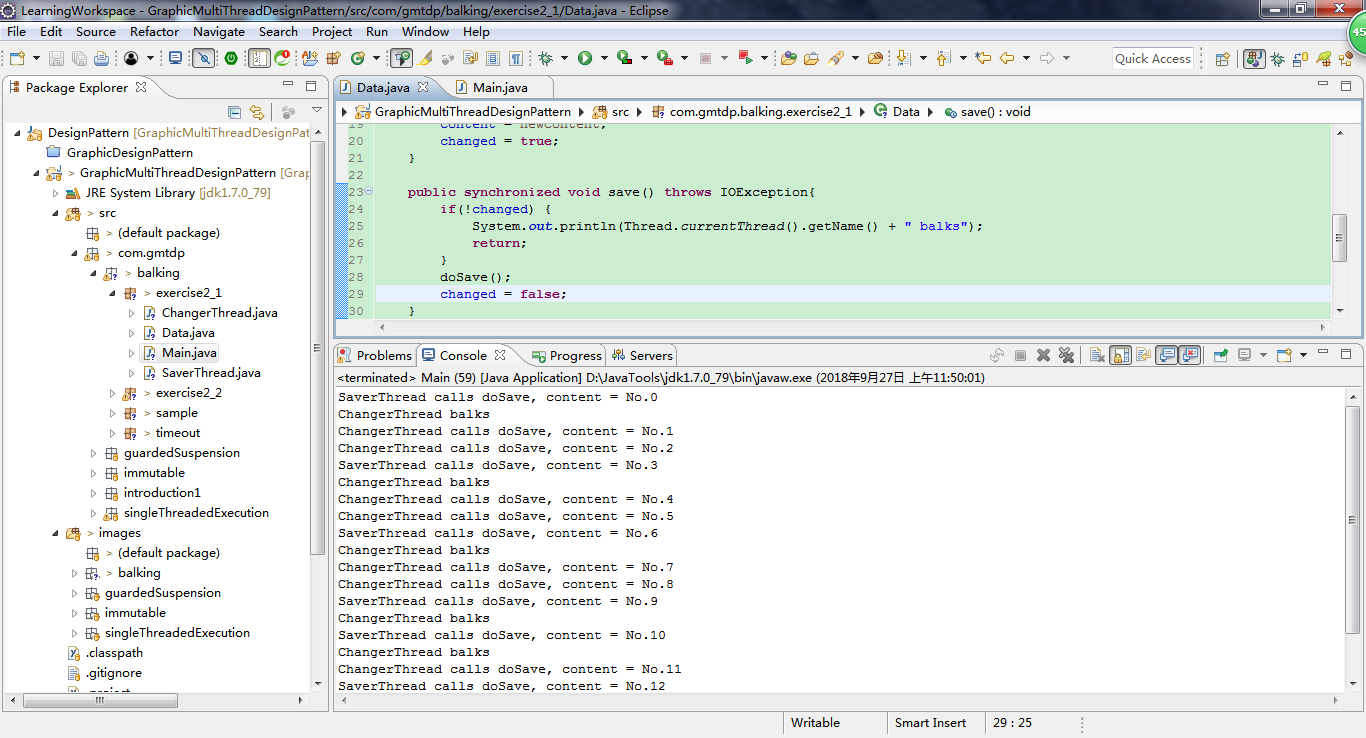 LearningWorkspace - GraphicMultiThreadDesignPattern/src/com/gmtdp/balking/exercise2_1/Data.java - Eclipse
45
File Edit Source Refactor Navigate Search Project Run Window Help
Quick Access
Package Explorer
DesignPattern [GraphicMultiThreadDesignPat
GraphicDesignPattern
> GraphicMultiThreadDesignPattern [Grap
JRE System Library [jdk1.7.0_79]
> src
> (default package)
> com.gmtdp
> balking
> exercise2_1
> ChangerThread.java
> Data.java
> Main.java
> SaverThread.java
> exercise2_2
> sample
> timeout
guardedSuspension
immutable
introduction1
singleThreadedExecution
> images
> (default package)
> balking
guardedSuspension
immutable
singleThreadedExecution
.classpath
.gitignore
.project
Data.java Main.java
GraphicMultiThreadDesignPattern src com.gmtdp.balking.exercise2_1 Data save() : void
19 content = newContent;
20 changed = true;
21 }
22
23 public synchronized void save() throws IOException{
24 if(!changed) {
25 System.out.println(Thread.currentThread().getName() + " balks");
26 return;
27 }
28 doSave();
29 changed = false;
30 }
Problems Console Progress Servers
<terminated> Main (59) [Java Application] D:\JavaTools\jdk1.7.0_79\bin\javaw.exe (2018年9月27日 上午11:50:01)
SaverThread calls doSave, content = No.0
ChangerThread balks
ChangerThread calls doSave, content = No.1
ChangerThread calls doSave, content = No.2
SaverThread calls doSave, content = No.3
ChangerThread balks
ChangerThread calls doSave, content = No.4
ChangerThread calls doSave, content = No.5
SaverThread calls doSave, content = No.6
ChangerThread balks
ChangerThread calls doSave, content = No.7
ChangerThread calls doSave, content = No.8
SaverThread calls doSave, content = No.9
ChangerThread balks
SaverThread calls doSave, content = No.10
ChangerThread balks
ChangerThread calls doSave, content = No.11
SaverThread calls doSave, content = No.12
Writable Smart Insert 29 : 25